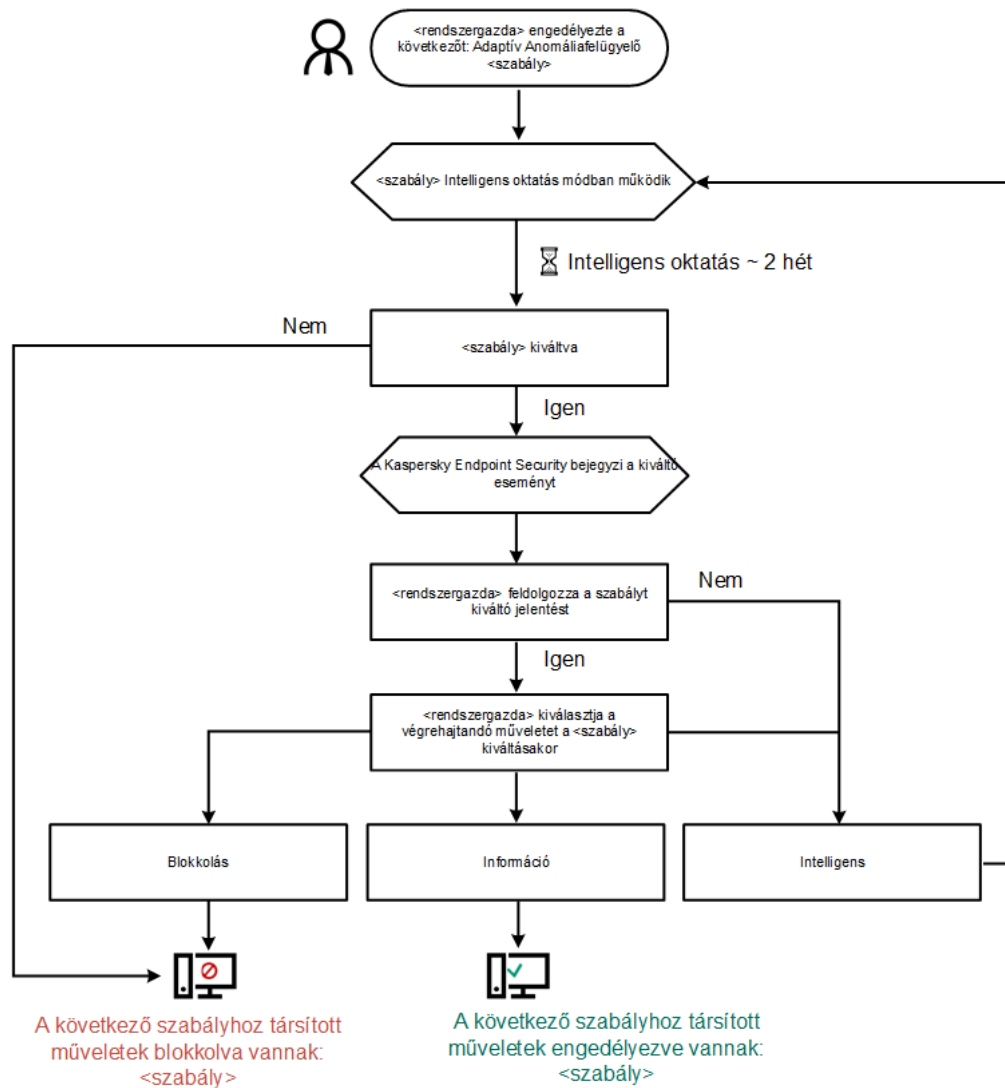 <rendszergazda> engedélyezte a
következőt: Adaptív Anomáliafelügyelő
<szabály>
<szabály> Intelligens oktatás módban működik
Intelligens oktatás ~ 2 hét
Nem
<szabály> kiváltva
Igen
A Kaspersky Endpoint Security bejegyzi a kiváltó
eseményt
Nem
<rendszergazda> feldolgozza a szabályt
kiváltó jelentést
Igen
<rendszergazda> kiválasztja a
végrehajtandó műveletet a <szabály>
kiváltásakor
Blokkolás
Információ
Intelligens
A következő szabályhoz társított
műveletek blokkolva vannak:
<szabály>
A következő szabályhoz társított
műveletek engedélyezve vannak:
<szabály>